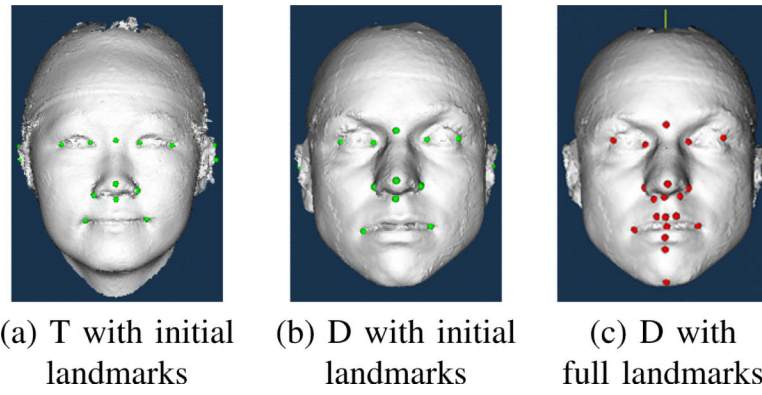 (a) T with initial
landmarks
(b) D with initial
landmarks
(c) D with
full landmarks